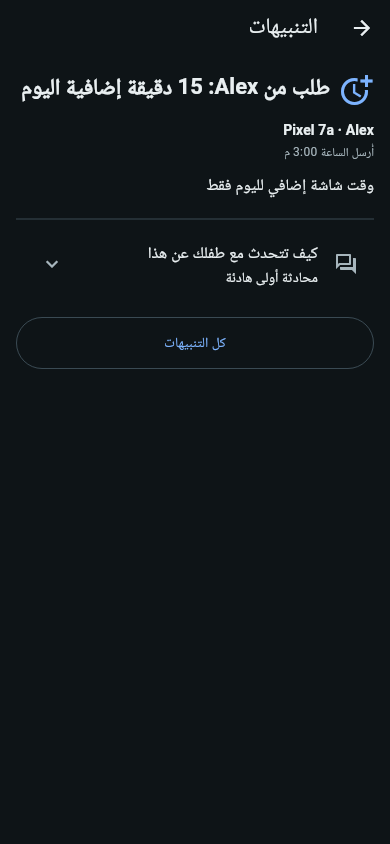 التنبيهات
طلب من Alex: 15 دقيقة إضافية اليوم
Pixel 7a · Alex
أُرسل الساعة 3:00 م
وقت شاشة إضافي لليوم فقط
كيف تتحدث مع طفلك عن هذا
محادثة أولى هادئة
كل التنبيهات